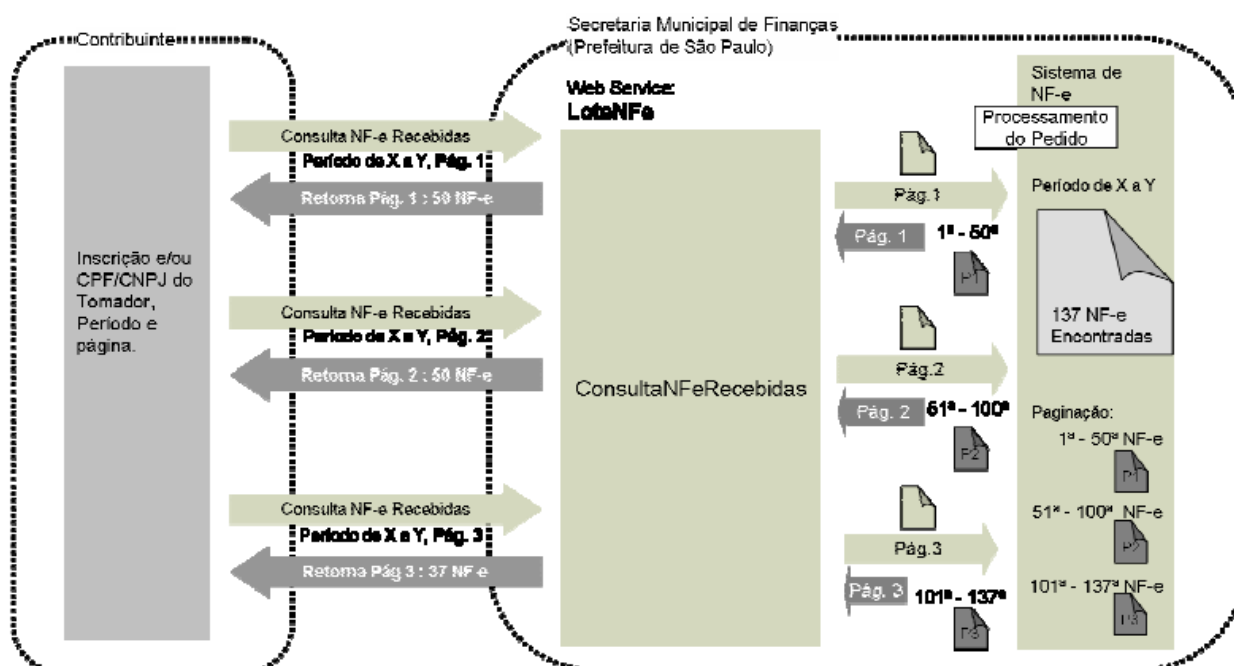 Contribuinte
Secretaria Municipal de Finanças
(Prefeitura de São Paulo)
Web Service:
LoteNFe
Sistema de
NF-e
Processamento
do Pedido
Consulta NF-e Recebidas
Período de X a Y, Pág. 1
Retorna Pág. 1 : 50 NF-e
Pág.1
Pág. 1
1ª - 50ª
P1
Período de X a Y
137 NF-e
Encontradas
Inscrição e/ou
CPF/CNPJ do
Tomador,
Período e
página.
Consulta NF-e Recebidas
Período de X a Y, Pág. 2
Retorna Pág. 2 : 50 NF-e
ConsultaNFeRecebidas
Pág.2
Pág. 2
51ª - 100ª
P2
Paginação:
1ª - 50ª NF-e
P1
51ª - 100ª NF-e
P2
101ª - 137ª NF-e
P3
Consulta NF-e Recebidas
Período de X a Y, Pág. 3
Retorna Pág 3 : 37 NF-e
Pág.3
Pág. 3
101ª - 137ª
P3